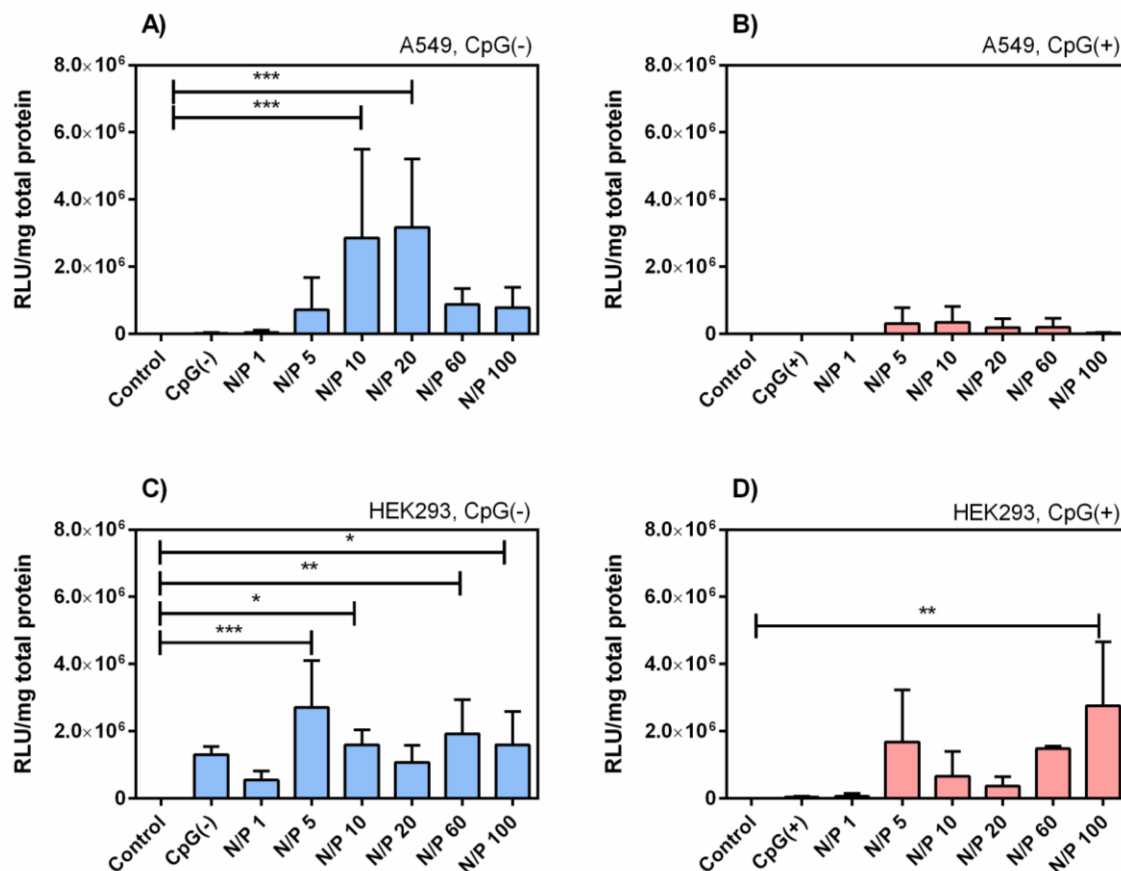 A)
A549, CpG(-)
RLU/mg total protein
8.0×10⁶
6.0×10⁶
4.0×10⁶
2.0×10⁶
0
***
***
Control
CpG(-)
N/P 1
N/P 5
N/P 10
N/P 20
N/P 60
N/P 100
B)
A549, CpG(+)
RLU/mg total protein
8.0×10⁶
6.0×10⁶
4.0×10⁶
2.0×10⁶
0
Control
CpG(+)
N/P 1
N/P 5
N/P 10
N/P 20
N/P 60
N/P 100
C)
HEK293, CpG(-)
RLU/mg total protein
8.0×10⁶
6.0×10⁶
4.0×10⁶
2.0×10⁶
0
*
**
*
***
Control
CpG(-)
N/P 1
N/P 5
N/P 10
N/P 20
N/P 60
N/P 100
D)
HEK293, CpG(+)
RLU/mg total protein
8.0×10⁶
6.0×10⁶
4.0×10⁶
2.0×10⁶
0
**
Control
CpG(+)
N/P 1
N/P 5
N/P 10
N/P 20
N/P 60
N/P 100